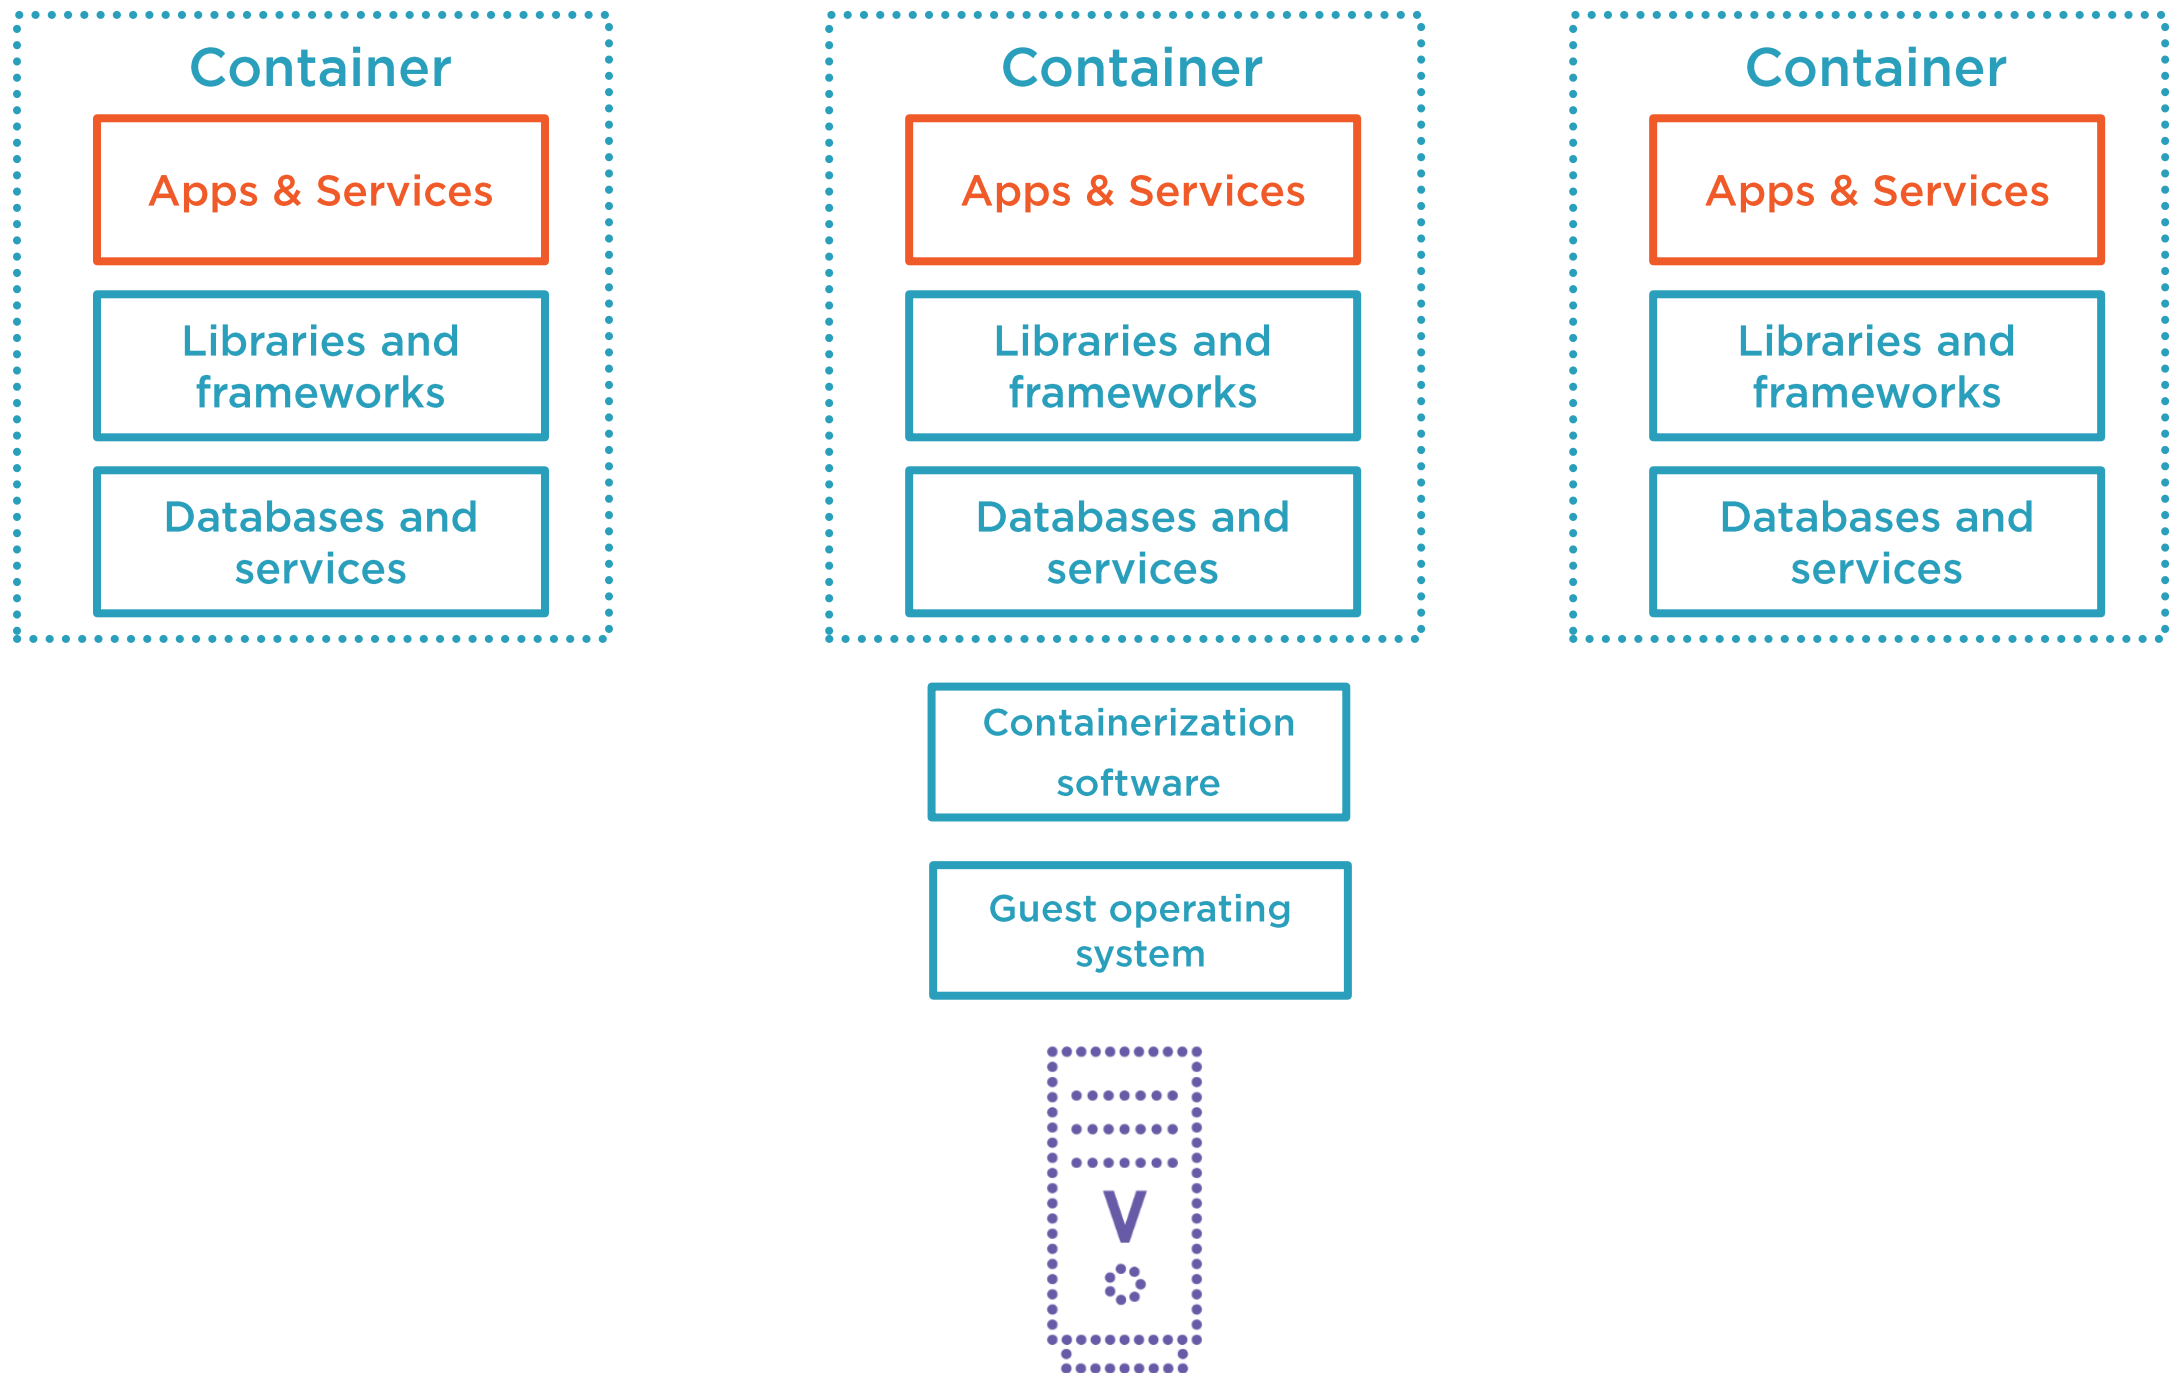 Container
Apps & Services
Libraries and
frameworks
Databases and
services
Container
Apps & Services
Libraries and
frameworks
Databases and
services
Container
Apps & Services
Libraries and
frameworks
Databases and
services
Containerization
software
Guest operating
system
V